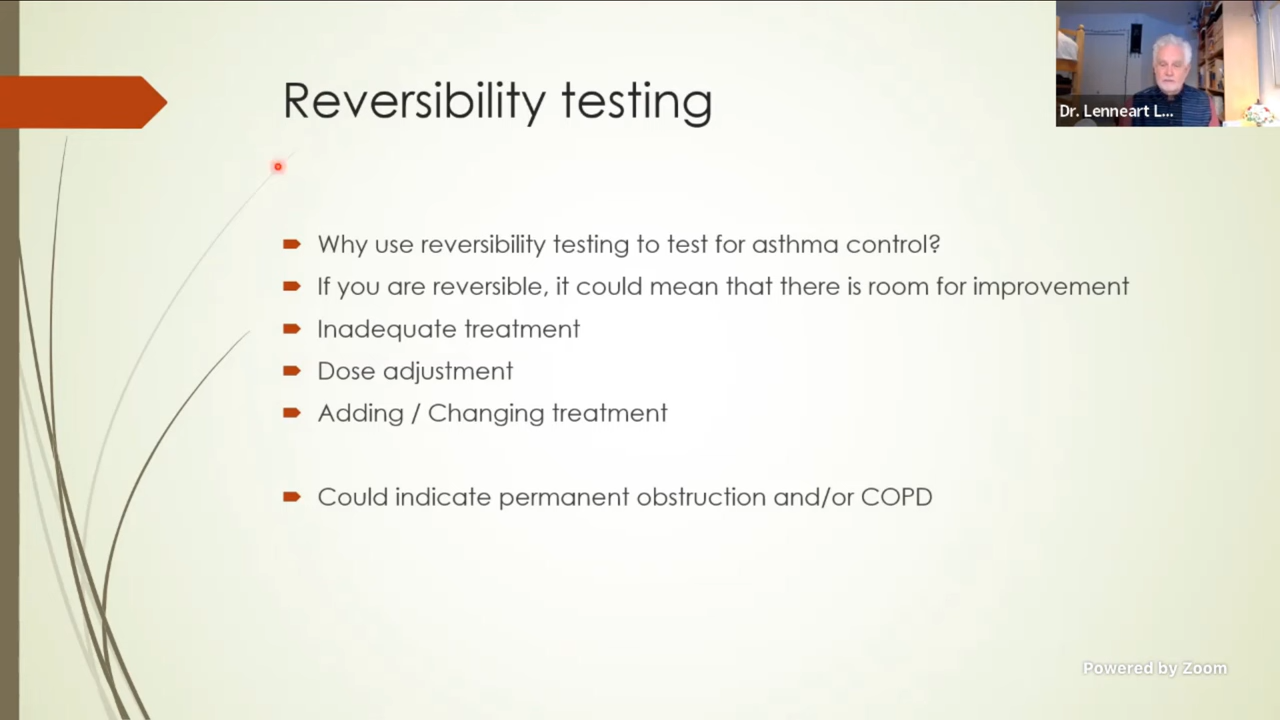 Reversibility testing
Dr. Lenneart L...
Why use reversibility testing to test for asthma control?
If you are reversible, it could mean that there is room for improvement
Inadequate treatment
Dose adjustment
Adding / Changing treatment
Could indicate permanent obstruction and/or COPD
Powered by Zoom